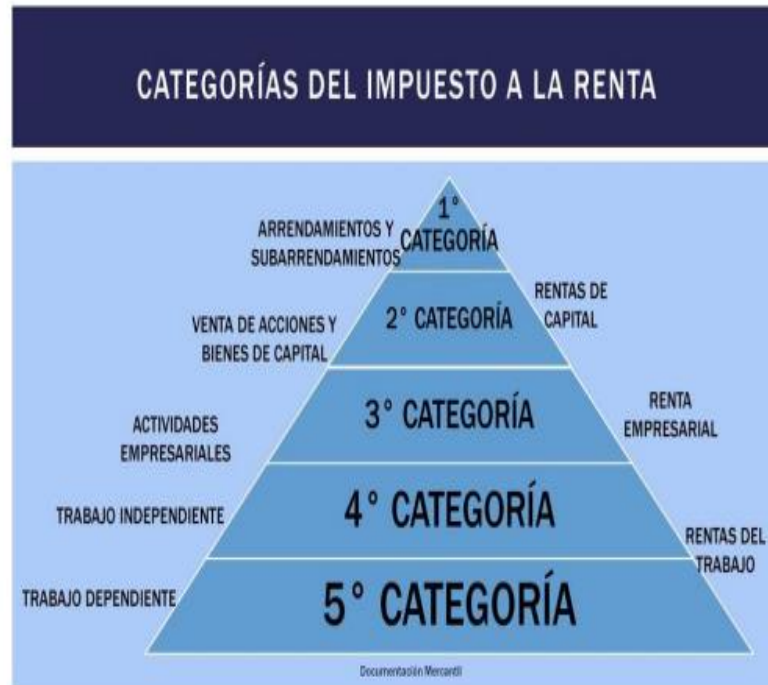 CATEGORÍAS DEL IMPUESTO A LA RENTA
1°
CATEGORÍA
ARRENDAMIENTOS Y
SUBARRENDAMIENTOS
2° CATEGORÍA
RENTAS DE
CAPITAL
VENTA DE ACCIONES Y
BIENES DE CAPITAL
3° CATEGORÍA
RENTA
EMPRESARIAL
ACTIVIDADES
EMPRESARIALES
4° CATEGORÍA
TRABAJO INDEPENDIENTE
RENTAS DEL
TRABAJO
5° CATEGORÍA
TRABAJO DEPENDIENTE
Documentación Mercantil